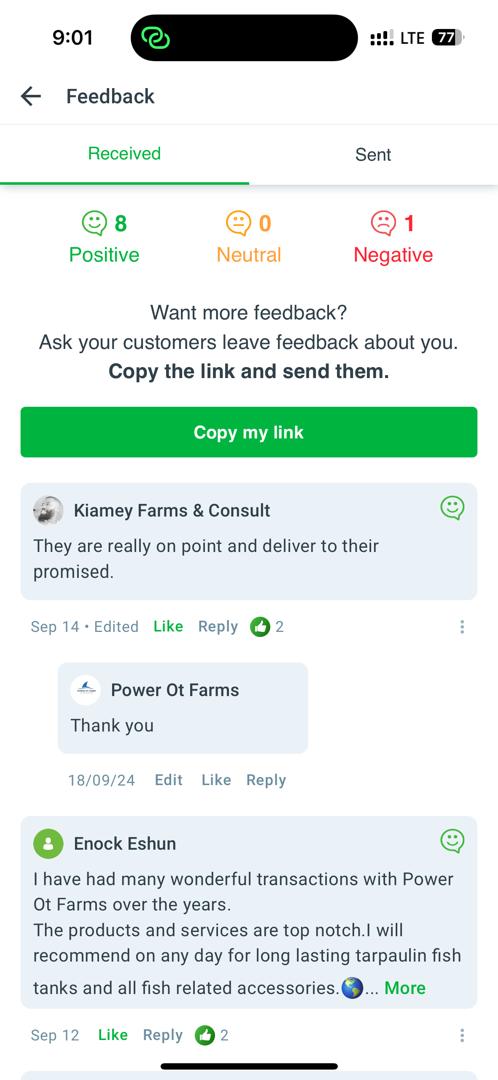 9:01 LTE 77
Feedback
Received Sent
8 0 1
Positive Neutral Negative
Want more feedback?
Ask your customers leave feedback about you.
Copy the link and send them.
Copy my link
Kiamey Farms & Consult
They are really on point and deliver to their
promised.
Sep 14 • Edited Like Reply 2
Power Ot Farms
Thank you
18/09/24 Edit Like Reply
Enock Eshun
I have had many wonderful transactions with Power
Ot Farms over the years.
The products and services are top notch.I will
recommend on any day for long lasting tarpaulin fish
tanks and all fish related accessories.🌎... More
Sep 12 Like Reply 2